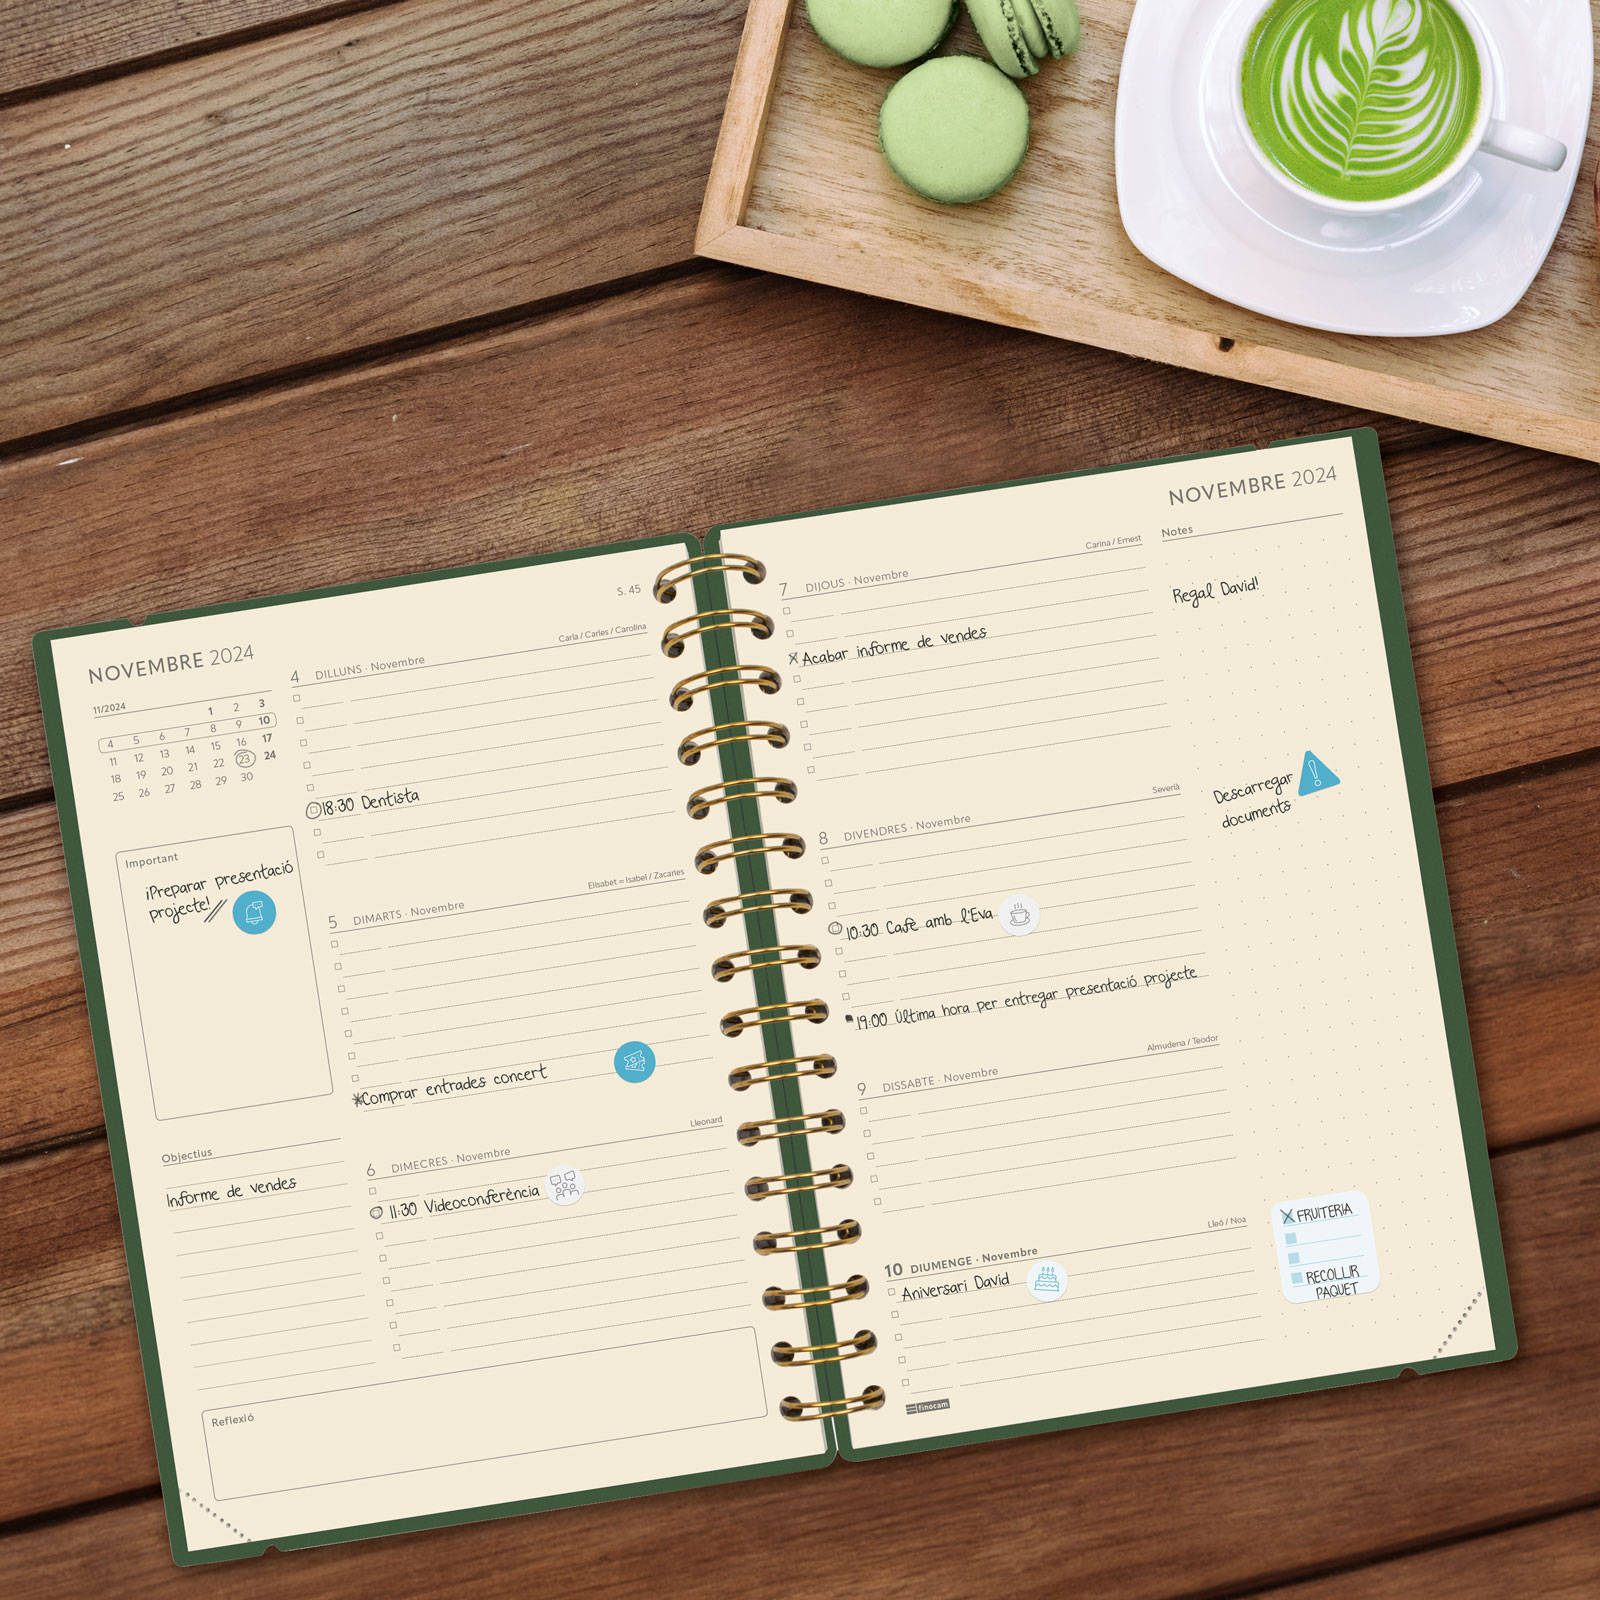 NOVEMBRE 2024
S. 45
11/2024
1 2 3
4 5 6 7 8 9 10
11 12 13 14 15 16 17
18 19 20 21 22 23 24
25 26 27 28 29 30
Important
¡Preparar presentació
projecte!
Objectius
Informe de vendes
Reflexió
Carla / Carles / Carolina
4 DILLUNS · Novembre
18:30 Dentista
Elisabet = Isabel / Zacaries
5 DIMARTS · Novembre
Comprar entrades concert
Lleonard
6 DIMECRES · Novembre
11:30 Videoconferència
NOVEMBRE 2024
Carina / Ernest
7 DIJOUS · Novembre
Acabar informe de vendes
Severià
8 DIVENDRES · Novembre
10:30 Cafè amb l'Eva
19:00 Última hora per entregar presentació projecte
Almudena / Teodor
9 DISSABTE · Novembre
Lleó / Noa
10 DIUMENGE · Novembre
Aniversari David
finocam
Notes
Regal David!
Descarregar
documents
FRUITERIA
RECOLLIR
PAQUET